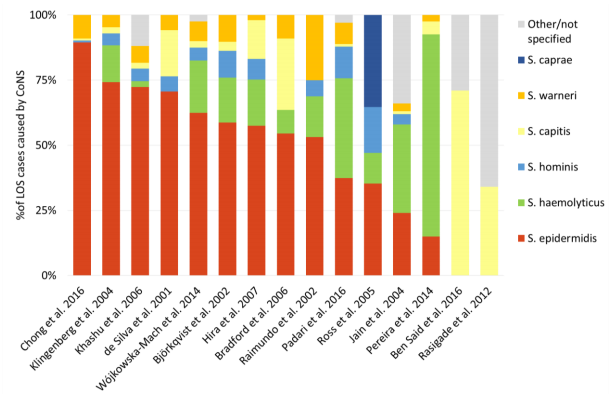 %of LOS cases caused by CoNS
100%
75%
50%
25%
0%
Chong et al. 2016
Klingenberg et al. 2004
Khashu et al. 2006
de Silva et al. 2001
Wójkowska-Mach et al. 2014
Björkqvist et al. 2002
Hira et al. 2007
Bradford et al. 2006
Raimundo et al. 2002
Padari et al. 2016
Ross et al. 2005
Jain et al. 2004
Pereira et al. 2014
Ben Said et al. 2016
Rasigade et al. 2012
Other/not
specified
S. caprae
S. warneri
S. capitis
S. hominis
S. haemolyticus
S. epidermidis